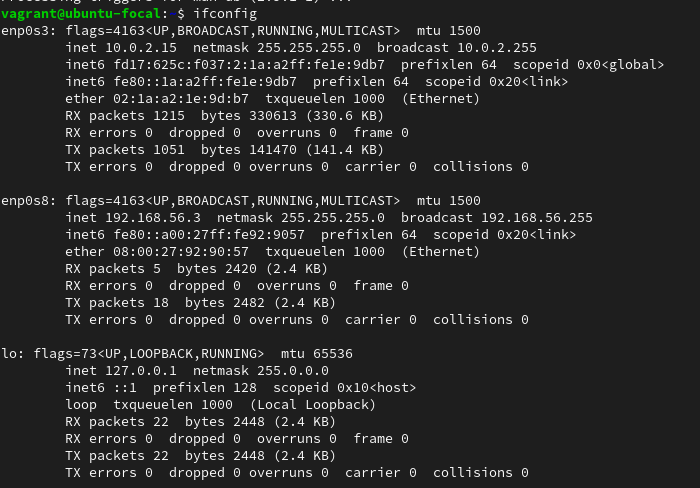 vagrant@ubuntu-focal:~$ ifconfig
enp0s3: flags=4163<UP,BROADCAST,RUNNING,MULTICAST>  mtu 1500
        inet 10.0.2.15  netmask 255.255.255.0  broadcast 10.0.2.255
        inet6 fd17:625c:f037:2:1a:a2ff:fe1e:9db7  prefixlen 64  scopeid 0x0<global>
        inet6 fe80::1a:a2ff:fe1e:9db7  prefixlen 64  scopeid 0x20<link>
        ether 02:1a:a2:1e:9d:b7  txqueuelen 1000  (Ethernet)
        RX packets 1215  bytes 330613 (330.6 KB)
        RX errors 0  dropped 0  overruns 0  frame 0
        TX packets 1051  bytes 141470 (141.4 KB)
        TX errors 0  dropped 0 overruns 0  carrier 0  collisions 0
enp0s8: flags=4163<UP,BROADCAST,RUNNING,MULTICAST>  mtu 1500
        inet 192.168.56.3  netmask 255.255.255.0  broadcast 192.168.56.255
        inet6 fe80::a00:27ff:fe92:9057  prefixlen 64  scopeid 0x20<link>
        ether 08:00:27:92:90:57  txqueuelen 1000  (Ethernet)
        RX packets 5  bytes 2420 (2.4 KB)
        RX errors 0  dropped 0  overruns 0  frame 0
        TX packets 18  bytes 2482 (2.4 KB)
        TX errors 0  dropped 0 overruns 0  carrier 0  collisions 0
lo: flags=73<UP,LOOPBACK,RUNNING>  mtu 65536
        inet 127.0.0.1  netmask 255.0.0.0
        inet6 ::1  prefixlen 128  scopeid 0x10<host>
        loop  txqueuelen 1000  (Local Loopback)
        RX packets 22  bytes 2448 (2.4 KB)
        RX errors 0  dropped 0  overruns 0  frame 0
        TX packets 22  bytes 2448 (2.4 KB)
        TX errors 0  dropped 0 overruns 0  carrier 0  collisions 0